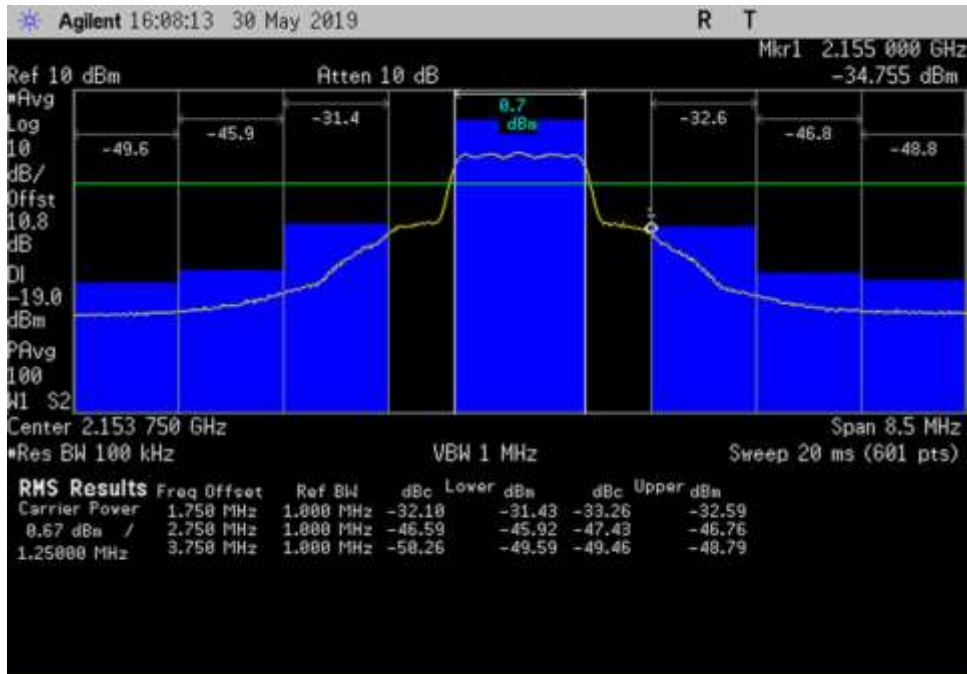 Agilent 16:08:13 30 May 2019 R T
Mkr1 2.155 000 GHz
Ref 10 dBm Atten 10 dB -34.755 dBm
*Avg
Log
10
dB/
Offst
10.8
dB
DI
-19.0
dBm
PAvg
100
W1 S2
-49.6 -45.9 -31.4 0.7 dBm -32.6 -46.8 -48.8
1
Center 2.153 750 GHz Span 8.5 MHz
*Res BW 100 kHz VBW 1 MHz Sweep 20 ms (601 pts)
RMS Results Freq Offset Ref BW dBc Lower dBm dBc Upper dBm
Carrier Power 1.750 MHz 1.000 MHz -32.10 -31.43 -33.26 -32.59
0.67 dBm / 2.750 MHz 1.000 MHz -46.59 -45.92 -47.43 -46.76
1.25000 MHz 3.750 MHz 1.000 MHz -50.26 -49.59 -49.46 -48.79